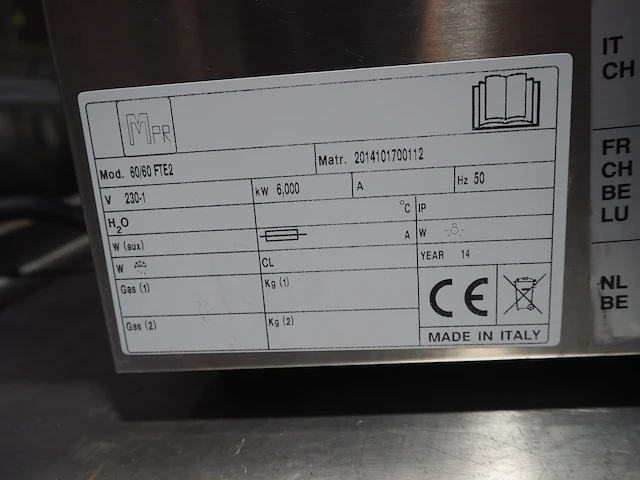 MPR
Mod. 60/60 FTE2
Matr. 2014101700112
V 230-1
kW 6,000
A
Hz 50
H2O
°C
IP
W (aux)
A
W
W
CL
YEAR 14
Gas (1)
Kg (1)
Gas (2)
Kg (2)
CE
MADE IN ITALY
IT
CH
FR
CH
BE
LU
NL
BE